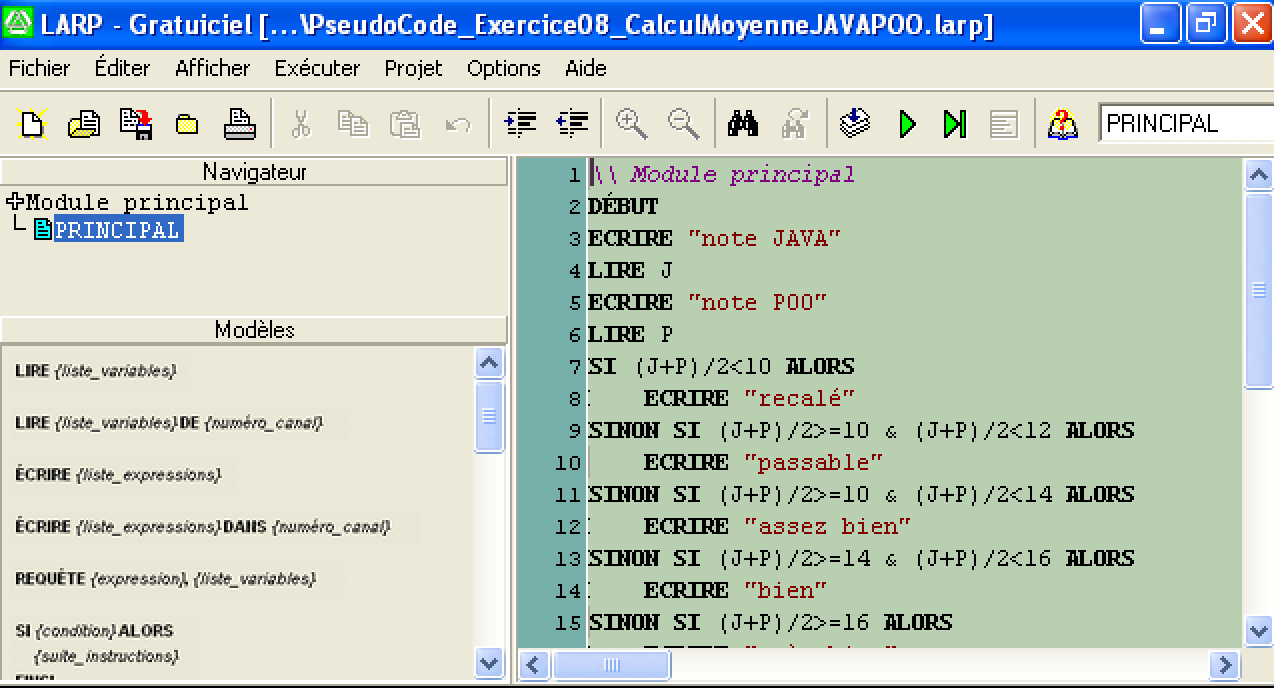 LARP - Gratuiciel [...\PseudoCode_Exercice08_CalculMoyenneJAVAPOO.larp]
Fichier Éditer Afficher Exécuter Projet Options Aide
PRINCIPAL
Navigateur
Module principal
PRINCIPAL
Modèles
LIRE {liste_variables}
LIRE {liste_variables} DE {numéro_canal}
ÉCRIRE {liste_expressions}
ÉCRIRE {liste_expressions} DANS {numéro_canal}
REQUÊTE {expression}, {liste_variables}
SI {condition} ALORS
{suite_instructions}
1 \\ Module principal
2 DÉBUT
3 ECRIRE "note JAVA"
4 LIRE J
5 ECRIRE "note POO"
6 LIRE P
7 SI (J+P)/2<10 ALORS
8 ECRIRE "recalé"
9 SINON SI (J+P)/2>=10 & (J+P)/2<12 ALORS
10 ECRIRE "passable"
11 SINON SI (J+P)/2>=10 & (J+P)/2<14 ALORS
12 ECRIRE "assez bien"
13 SINON SI (J+P)/2>=14 & (J+P)/2<16 ALORS
14 ECRIRE "bien"
15 SINON SI (J+P)/2>=16 ALORS